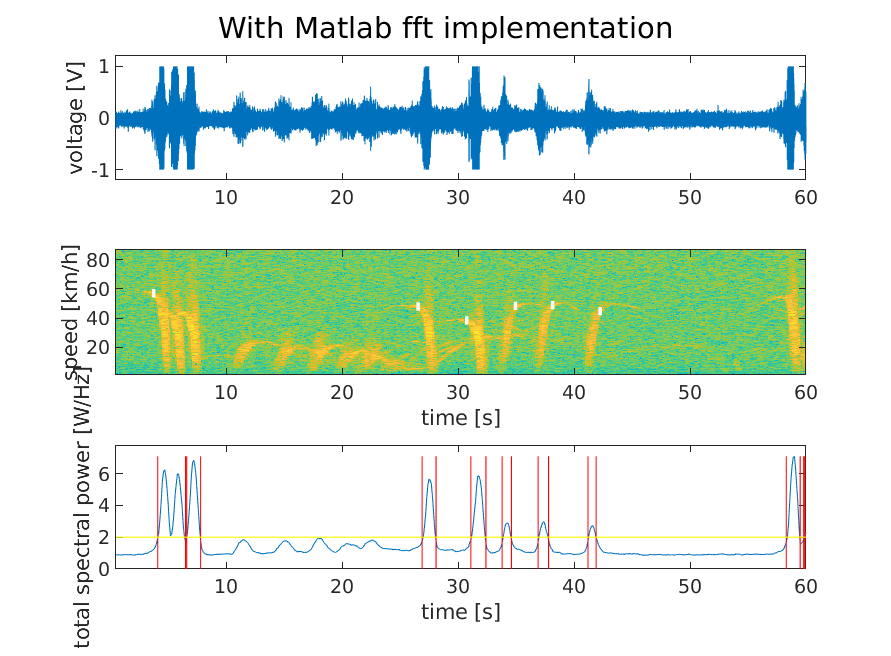 With Matlab fft implementation
voltage [V]
1
0
-1
10 20 30 40 50 60
speed [km/h]
80
60
40
20
10 20 30 40 50 60
time [s]
total spectral power [W/Hz]
6
4
2
0
10 20 30 40 50 60
time [s]